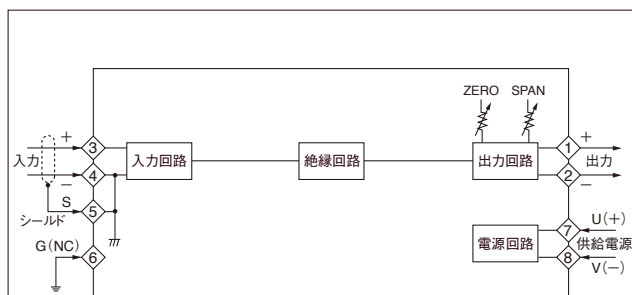 ZERO SPAN
+ 3 入力回路 絶縁回路 出力回路 1 +
入力 出力
− 4 2 −
S 5
シールド
G(NC) 6
7 U(+)
電源回路 供給電源
8 V(−)